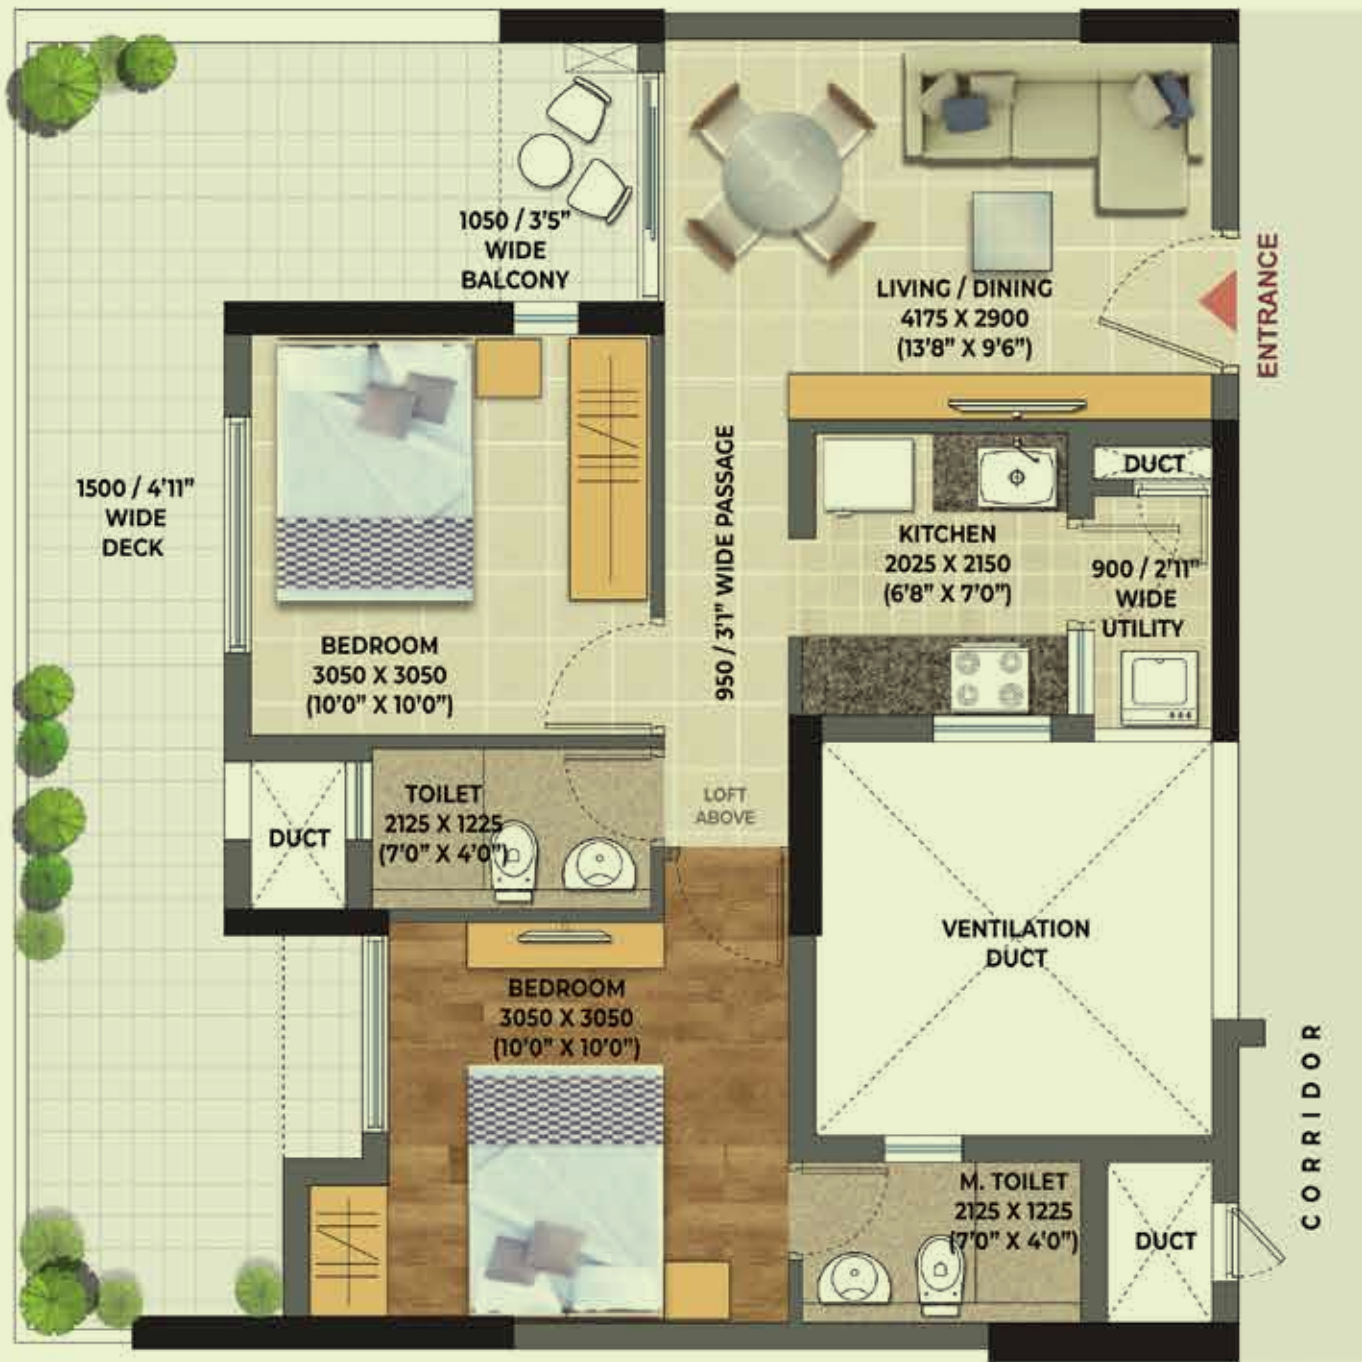 1050 / 3'5"
WIDE
BALCONY
LIVING / DINING
4175 X 2900
(13'8" X 9'6")
ENTRANCE
1500 / 4'11"
WIDE
DECK
950 / 3'1" WIDE PASSAGE
DUCT
KITCHEN
2025 X 2150
(6'8" X 7'0")
900 / 2'11"
WIDE
UTILITY
BEDROOM
3050 X 3050
(10'0" X 10'0")
TOILET
2125 X 1225
(7'0" X 4'0")
DUCT
LOFT
ABOVE
VENTILATION
DUCT
BEDROOM
3050 X 3050
(10'0" X 10'0")
CORRIDOR
M. TOILET
2125 X 1225
(7'0" X 4'0")
DUCT